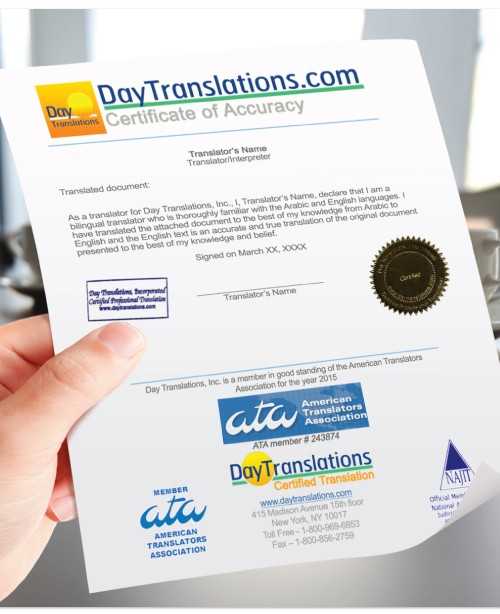 Day
Translations
DayTranslations.com
Certificate of Accuracy
Translator's Name
Translator/Interpreter
Translated document:
As a translator for Day Translations, Inc., I, Translator's Name, declare that I am a
bilingual translator who is thoroughly familiar with the Arabic and English languages. I
have translated the attached document to the best of my knowledge from Arabic to
English and the English text is an accurate and true translation of the original document
presented to the best of my knowledge and belief.
Signed on March XX, XXXX
Day Translations, Incorporated
Certified Professional Translation
www.daytranslations.com
Translator's Name
Certified
Day Translations, Inc. is a member in good standing of the American Translators
Association for the year 2015
ata American
Translators
Association
ATA member # 243874
DayTranslations
Certified Translation
www.daytranslations.com
415 Madison Avenue 15th floor
New York, NY 10017
Toll Free - 1-800-969-6853
Fax – 1-800-856-2759
MEMBER
ata
AMERICAN
TRANSLATORS
ASSOCIATION
NAJIT
Official
National